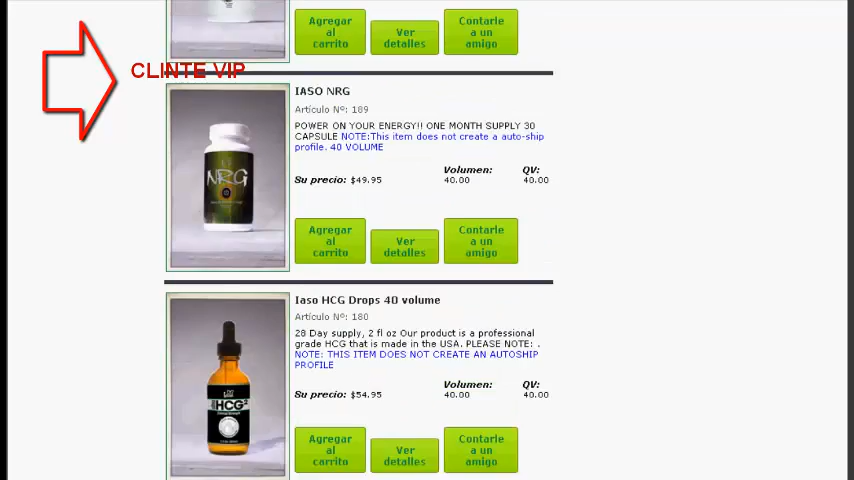 Agregar
al
carrito
Ver
detalles
Contarle
a un
amigo
CLINTE VIP
IASO NRG
Artículo Nº: 189
POWER ON YOUR ENERGY!! ONE MONTH SUPPLY 30
CAPSULE NOTE:This item does not create a auto-ship
profile. 40 VOLUME
Su precio: $49.95
Volumen:
40.00
QV:
40.00
NRG
Agregar
al
carrito
Ver
detalles
Contarle
a un
amigo
Iaso HCG Drops 40 volume
Artículo Nº: 180
28 Day supply, 2 fl oz Our product is a professional
grade HCG that is made in the USA. PLEASE NOTE: .
NOTE: THIS ITEM DOES NOT CREATE AN AUTOSHIP
PROFILE
Su precio: $54.95
Volumen:
40.00
QV:
40.00
HCG
Agregar
al
carrito
Ver
detalles
Contarle
a un
amigo